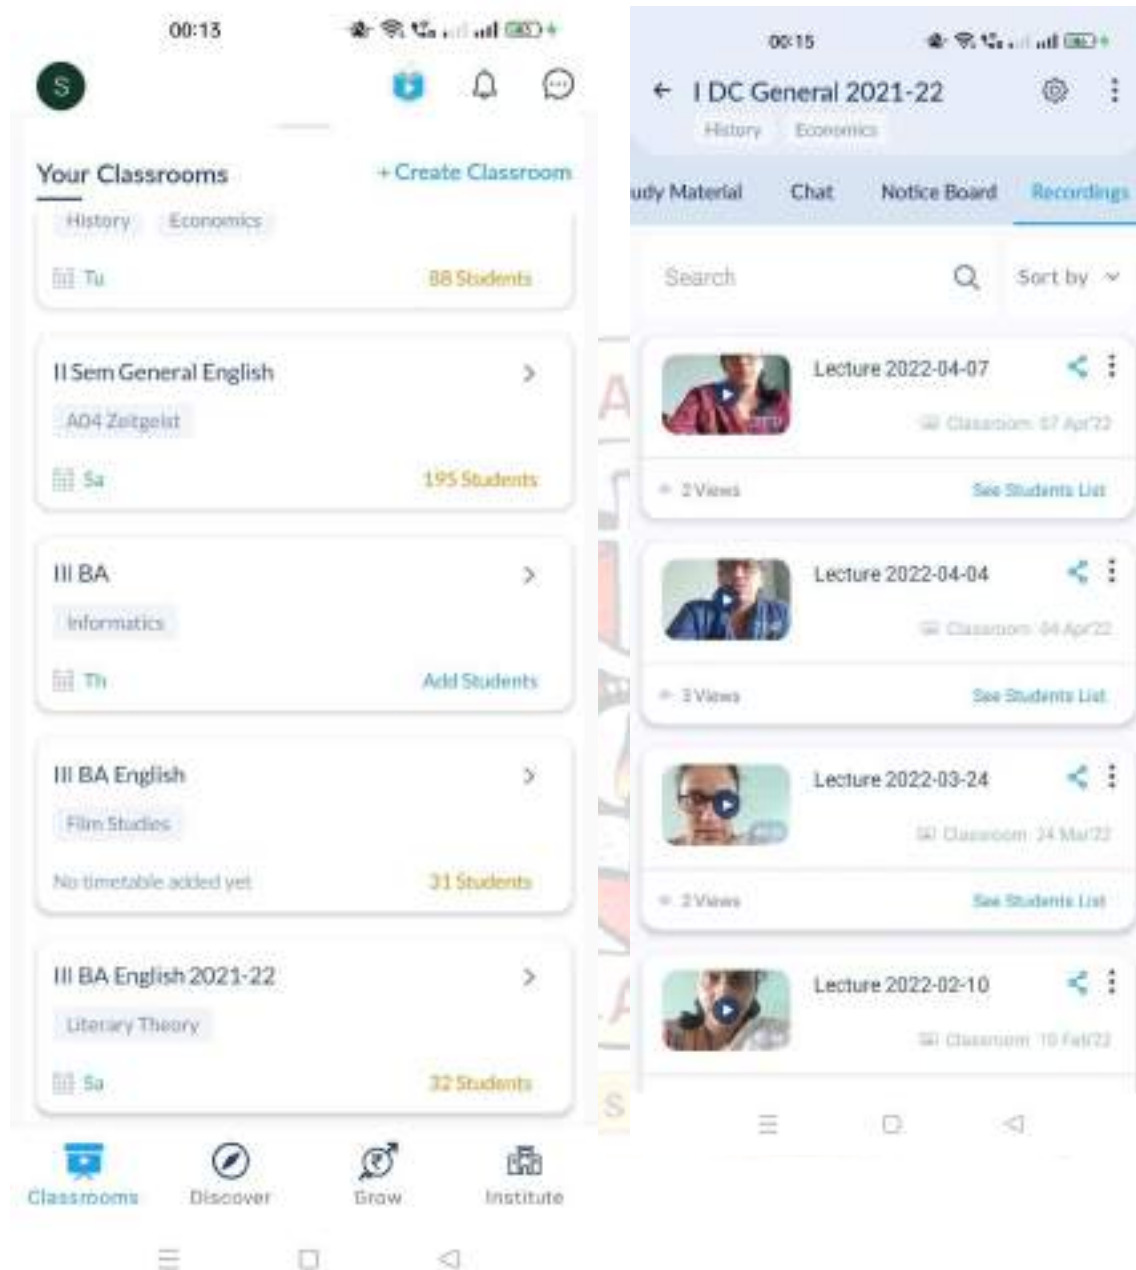 00:13
S
Your Classrooms
+ Create Classroom
History Economics
Tu
88 Students
II Sem General English
A04 Zeitgeist
Sa
195 Students
III BA
Informatics
Th
Add Students
III BA English
Film Studies
No timetable added yet
31 Students
III BA English 2021-22
Literary Theory
Sa
32 Students
Classrooms Discover Grow Institute
00:15
I DC General 2021-22
History Economics
udy Material Chat Notice Board Recordings
Search
Sort by
Lecture 2022-04-07
Classroom 07 Apr'22
2 Views
See Students List
Lecture 2022-04-04
Classroom 04 Apr'22
3 Views
See Students List
Lecture 2022-03-24
Classroom 24 Mar'22
2 Views
See Students List
Lecture 2022-02-10
Classroom 10 Feb'22
A
A
S